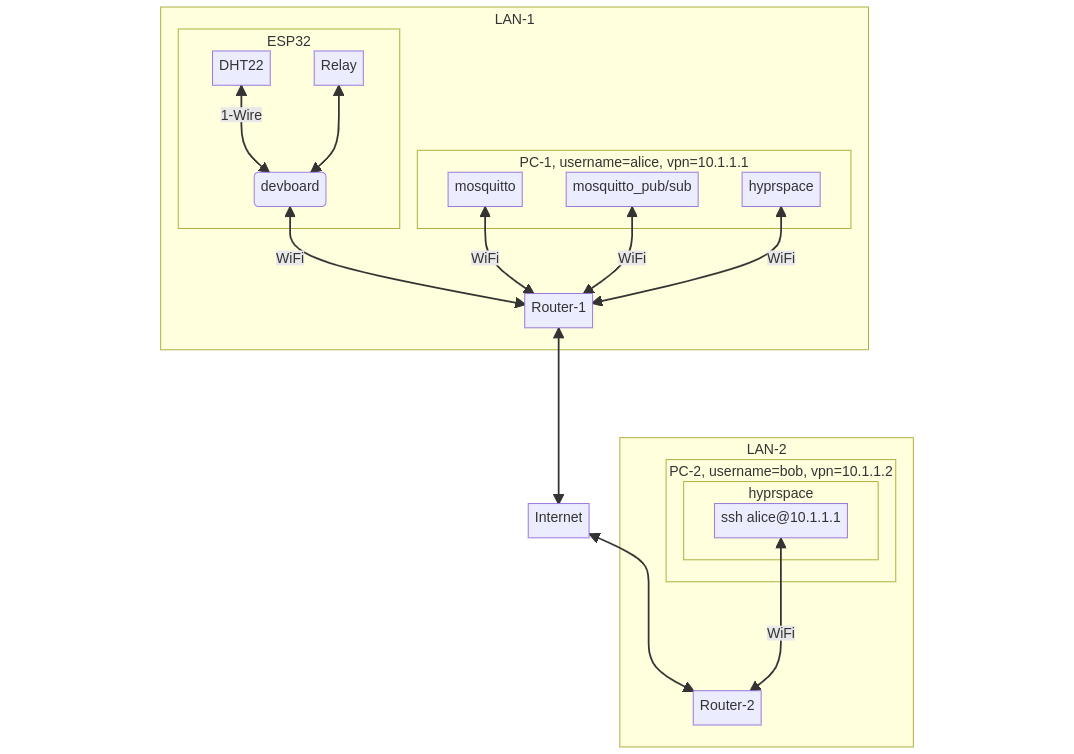 LAN-1
ESP32
DHT22
Relay
1-Wire
devboard
PC-1, username=alice, vpn=10.1.1.1
mosquitto
mosquitto_pub/sub
hyprspace
WiFi
WiFi
WiFi
WiFi
Router-1
LAN-2
PC-2, username=bob, vpn=10.1.1.2
hyprspace
ssh alice@10.1.1.1
Internet
WiFi
Router-2